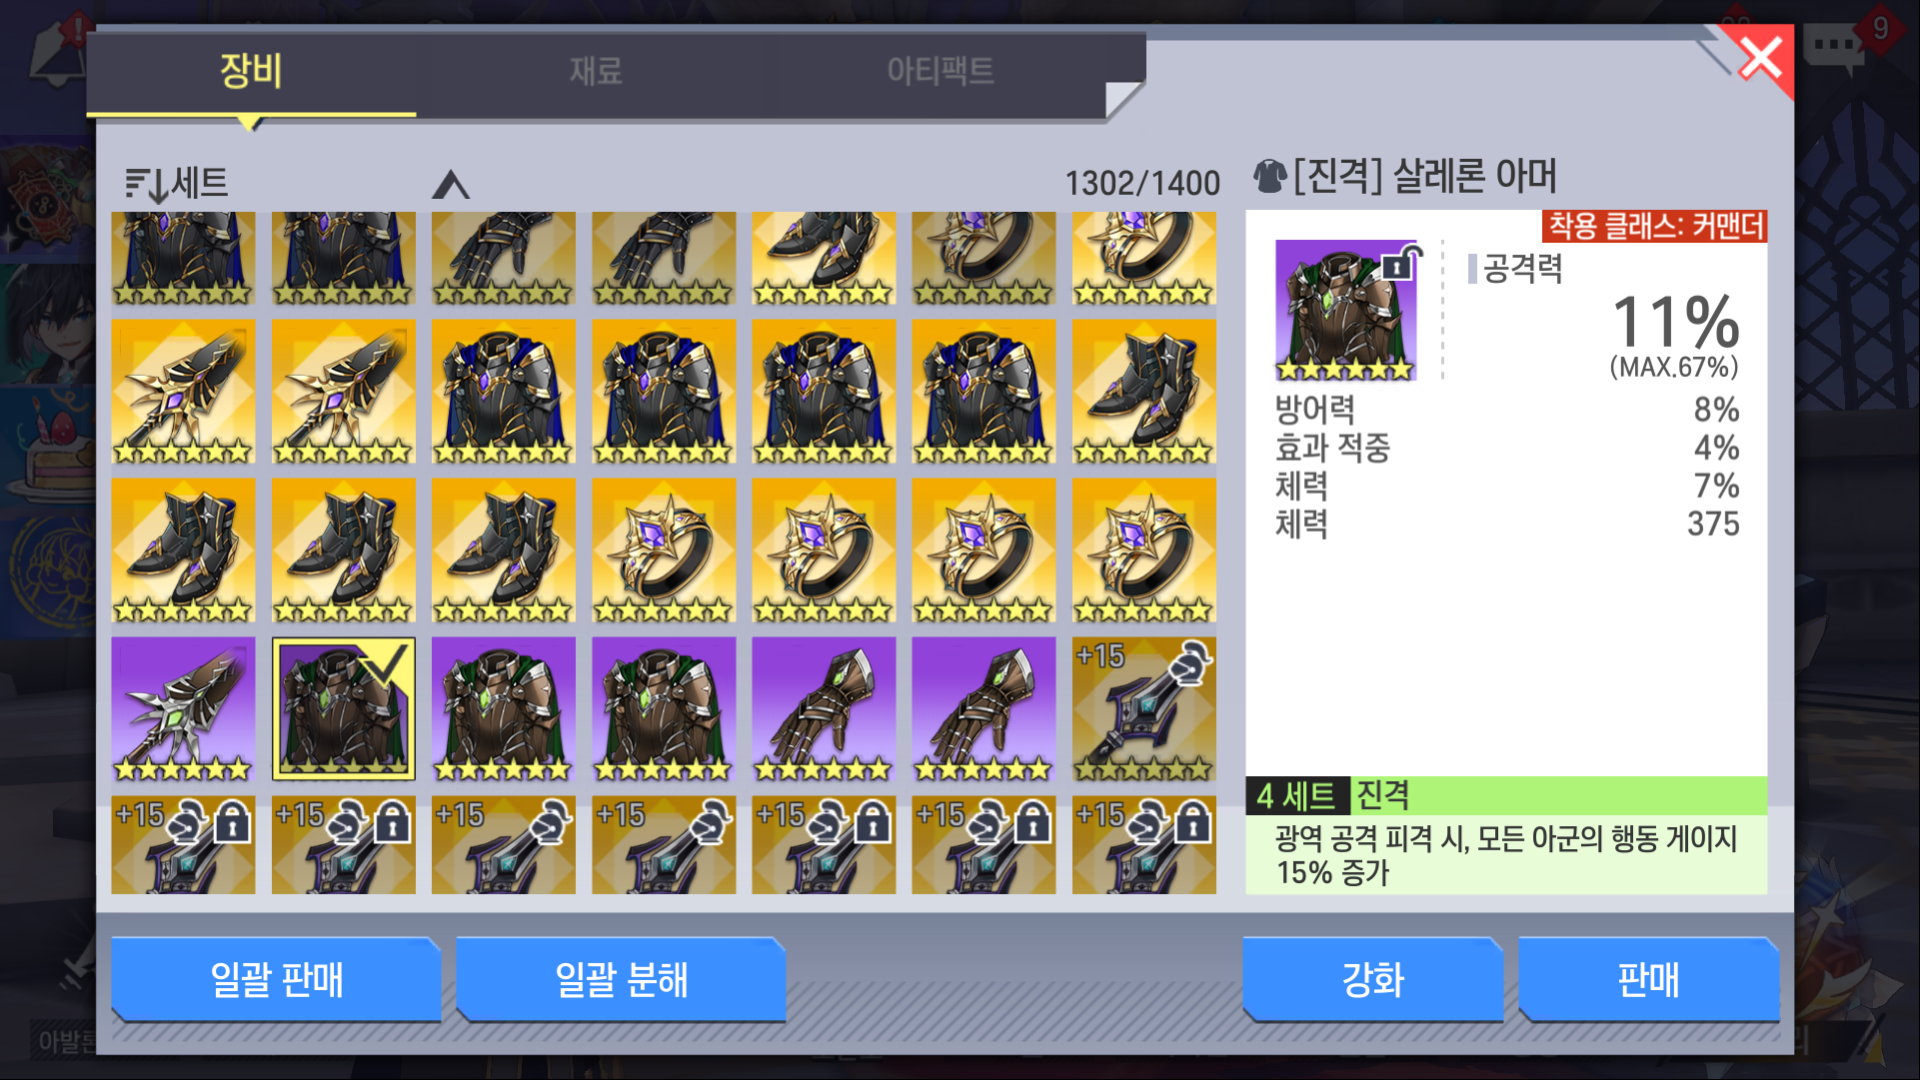 장비
재료
아티팩트
9
세트
1302/1400
[진격] 살레론 아머
착용 클래스: 커맨더
공격력
11%
(MAX.67%)
방어력 8%
효과 적중 4%
체력 7%
체력 375
+15
+15 +15 +15 +15 +15 +15 +15
4 세트 진격
광역 공격 피격 시, 모든 아군의 행동 게이지
15% 증가
일괄 판매
일괄 분해
강화
판매
아발론